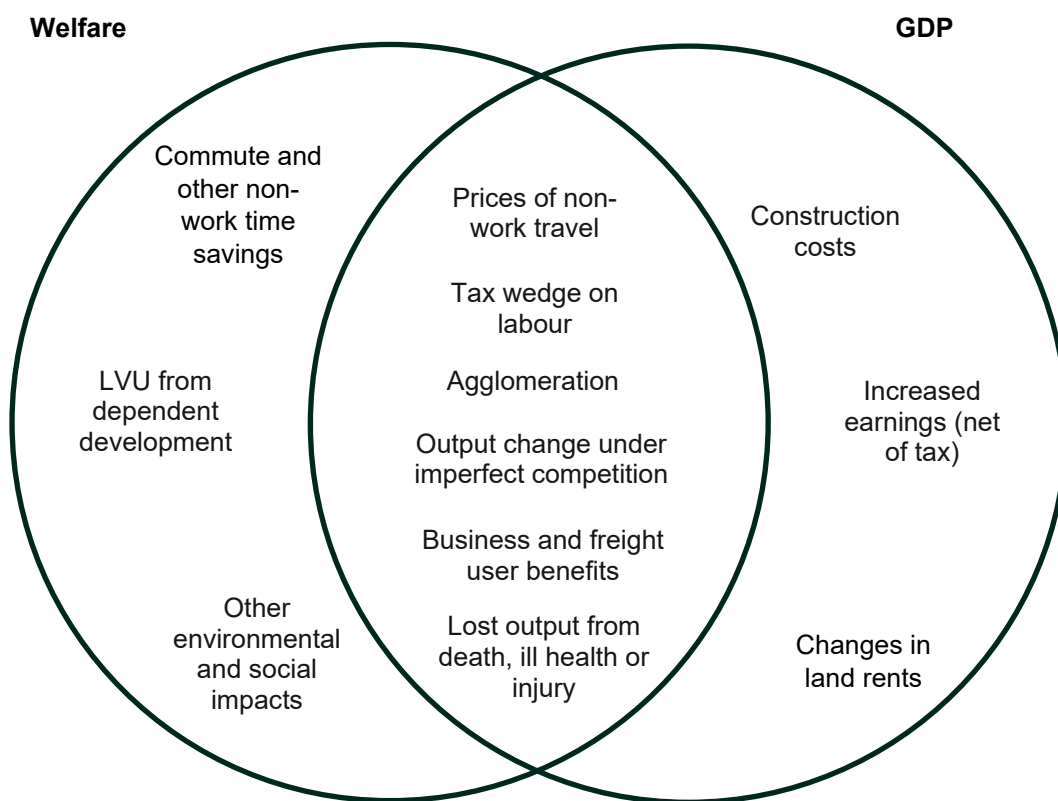 Welfare
GDP
Commute and
other non-
work time
savings
LVU from
dependent
development
Other
environmental
and social
impacts
Prices of non-
work travel
Tax wedge on
labour
Agglomeration
Output change under
imperfect competition
Business and freight
user benefits
Lost output from
death, ill health or
injury
Construction
costs
Increased
earnings (net
of tax)
Changes in
land rents